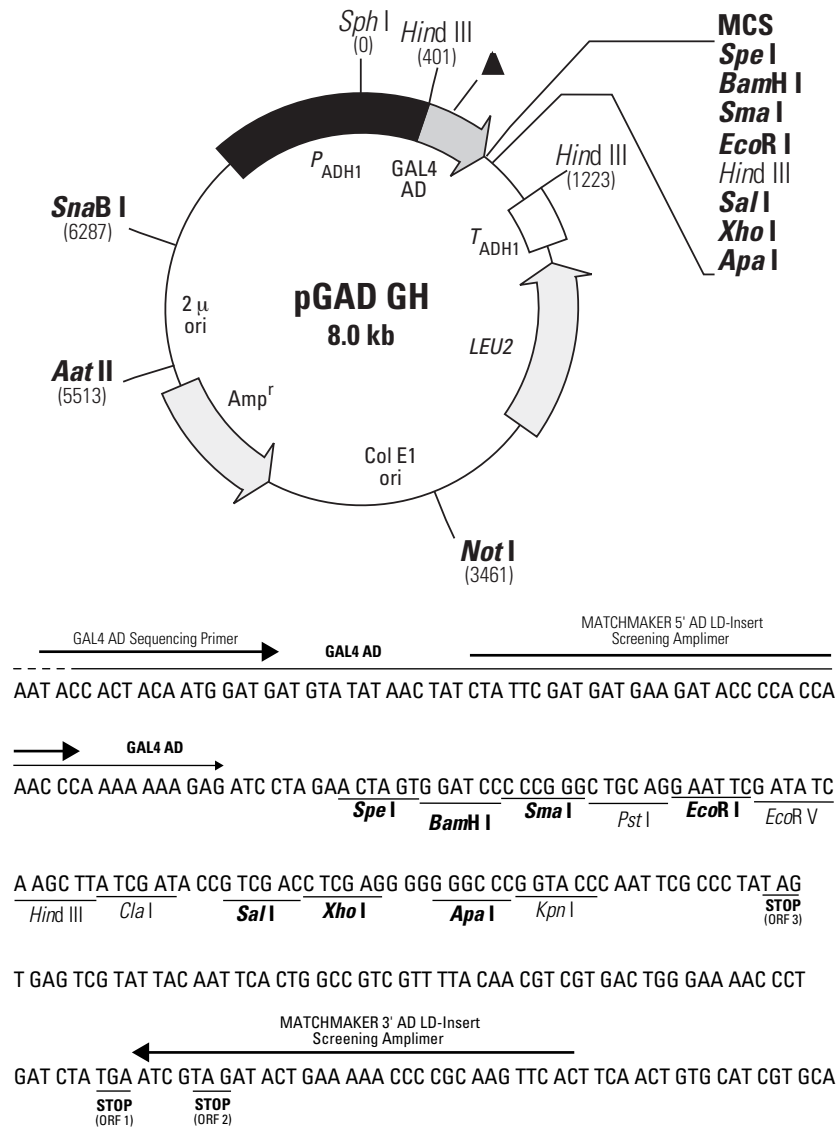 Sph I
(0)
Hind III
(401)
MCS
Spe I
BamH I
Sma I
EcoR I
Hind III
Sal I
Xho I
Apa I
PADH1
GAL4
AD
Hind III
(1223)
TADH1
SnaB I
(6287)
2 μ
ori
pGAD GH
8.0 kb
LEU2
Aat II
(5513)
Ampr
Col E1
ori
Not I
(3461)
GAL4 AD Sequencing Primer
GAL4 AD
MATCHMAKER 5' AD LD-Insert
Screening Amplimer
AAT ACC ACT ACA ATG GAT GAT GTA TAT AAC TAT CTA TTC GAT GAT GAA GAT ACC CCA CCA
GAL4 AD
AAC CCA AAA AAA GAG ATC CTA GAA CTA GTG GAT CCC CCG GGC TGC AGG AAT TCG ATA TC
Spe I BamH I Sma I Pst I EcoR I EcoR V
A AGC TTA TCG ATA CCG TCG ACC TCG AGG GGG GGC CCG GTA CCC AAT TCG CCC TAT AG
Hind III Cla I Sal I Xho I Apa I Kpn I STOP
(ORF 3)
T GAG TCG TAT TAC AAT TCA CTG GCC GTC GTT TTA CAA CGT CGT GAC TGG GAA AAC CCT
MATCHMAKER 3' AD LD-Insert
Screening Amplimer
GAT CTA TGA ATC GTA GAT ACT GAA AAA CCC CGC AAG TTC ACT TCA ACT GTG CAT CGT GCA
STOP
(ORF 1)
STOP
(ORF 2)